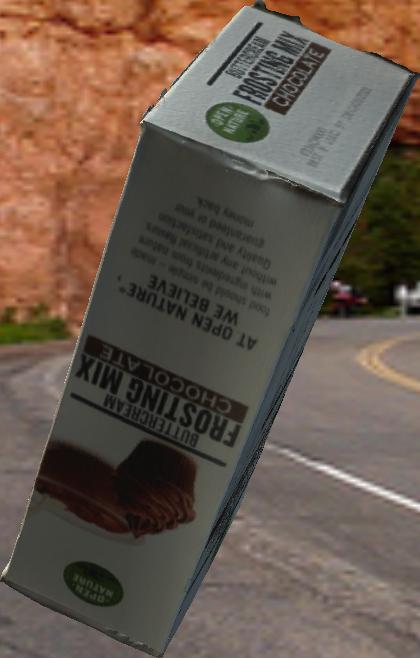 BUTTERCREAM
FROSTING MIX
CHOCOLATE
OPEN
NATURE
OPEN
NATURE
BUTTERCREAM
FROSTING MIX
CHOCOLATE
AT OPEN NATURE®
WE BELIEVE
food should be simple – made
with ingredients from nature
without any artificial flavors.
Quality and satisfaction
guaranteed or your
money back.